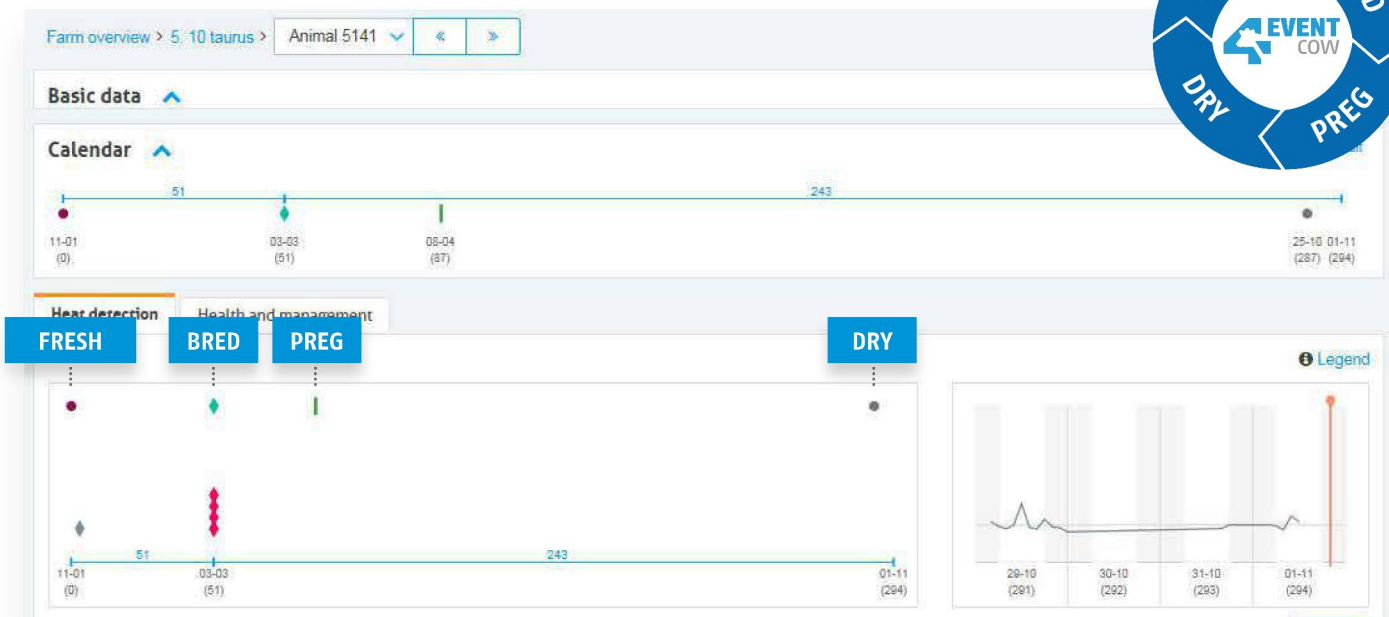 Farm overview > 5. 10 taurus > Animal 5141 « »
EVENT
COW
DRY
PREG
Basic data
Calendar
51 243
11-01 03-03 08-04 25-10 01-11
(0) (51) (87) (287) (294)
Heat detection Health and management
FRESH BRED PREG DRY
Legend
51 243
11-01 03-03 01-11
(0) (51) (294)
29-10 30-10 31-10 01-11
(291) (292) (293) (294)